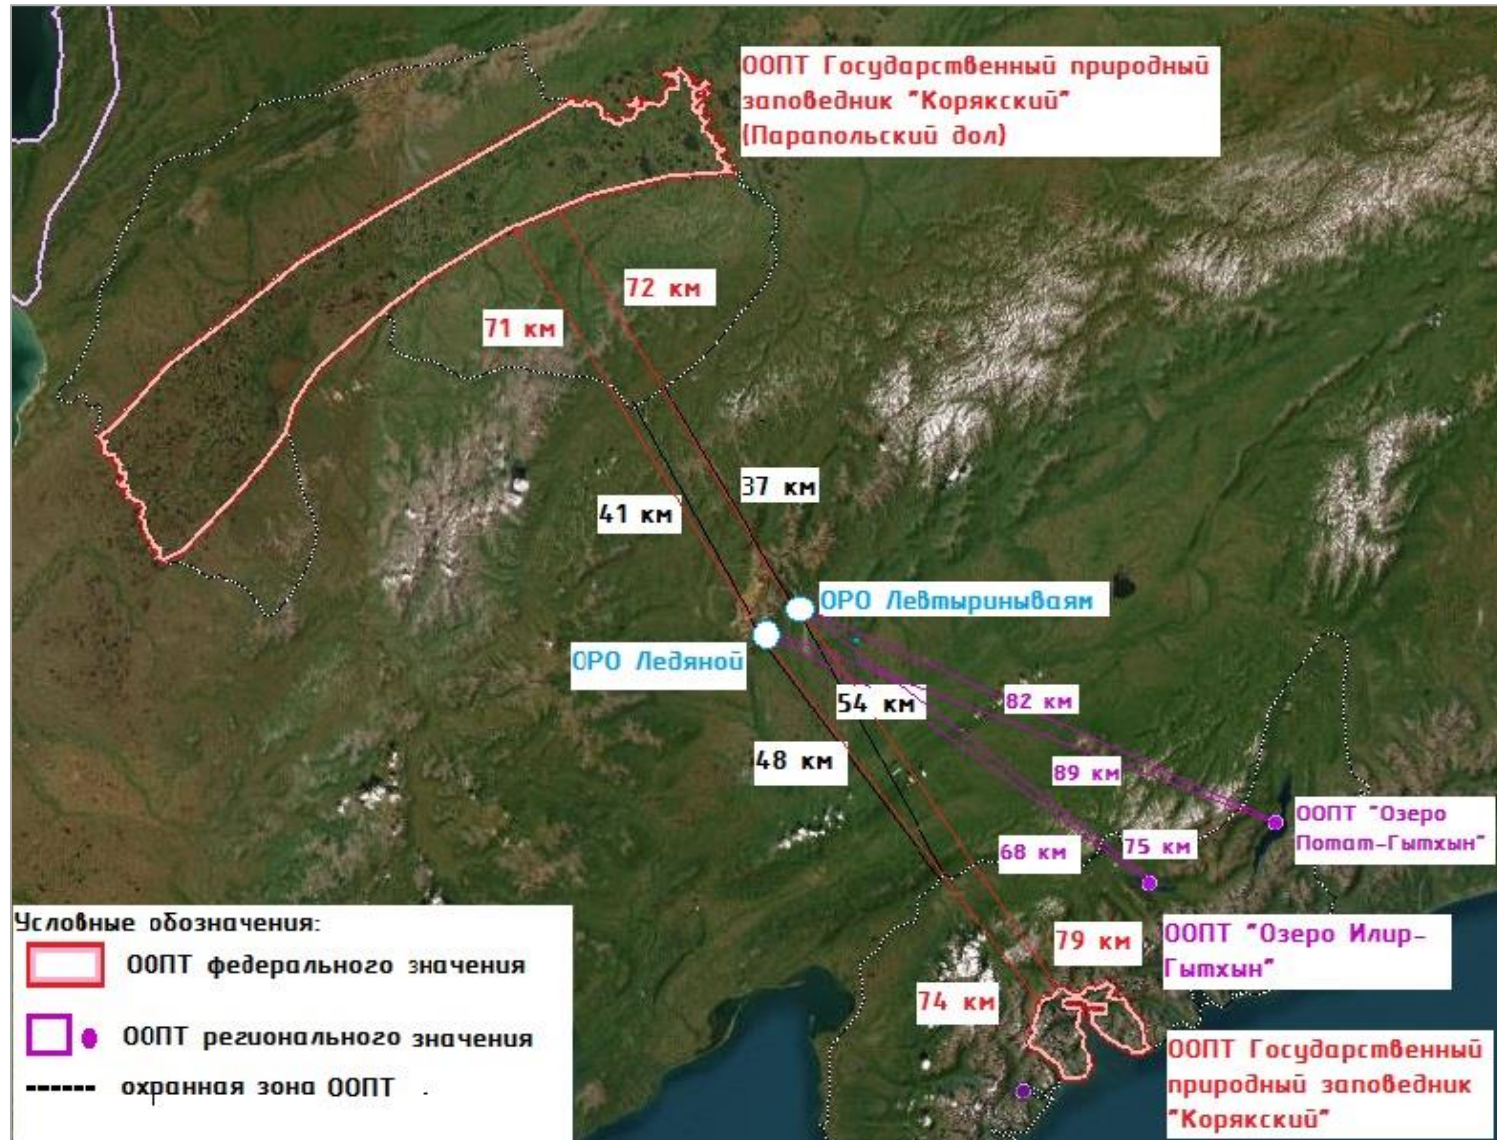 ООПТ Государственный природный
заповедник "Корякский"
(Парапольский дол)
72 км
71 км
37 км
41 км
ОРО Левтыринываям
ОРО Ледяной
54 км
82 км
48 км
89 км
ООПТ "Озеро
Потат-Гытхын"
75 км
68 км
79 км
ООПТ "Озеро Илир-
Гытхын"
74 км
ООПТ Государственный
природный заповедник
"Корякский"
Условные обозначения:
ООПТ федерального значения
ООПТ регионального значения
охранная зона ООПТ .